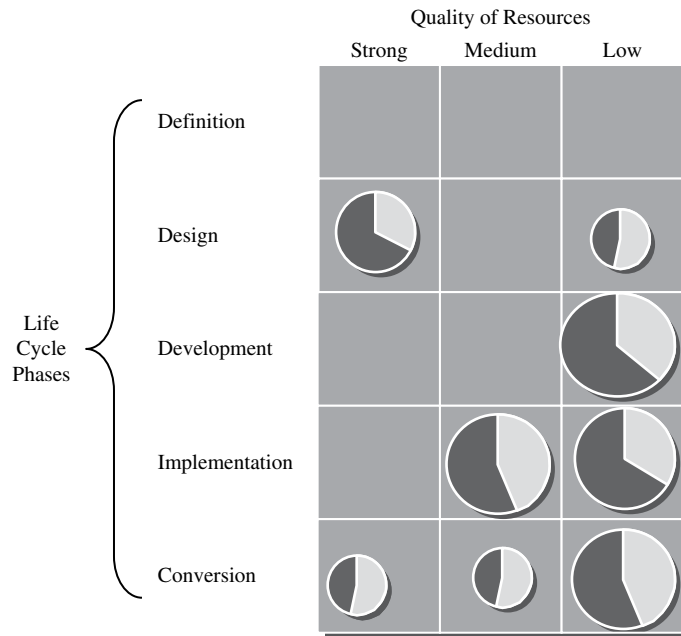 Quality of Resources
Strong Medium Low
Definition
Design
Life
Cycle
Phases
Development
Implementation
Conversion